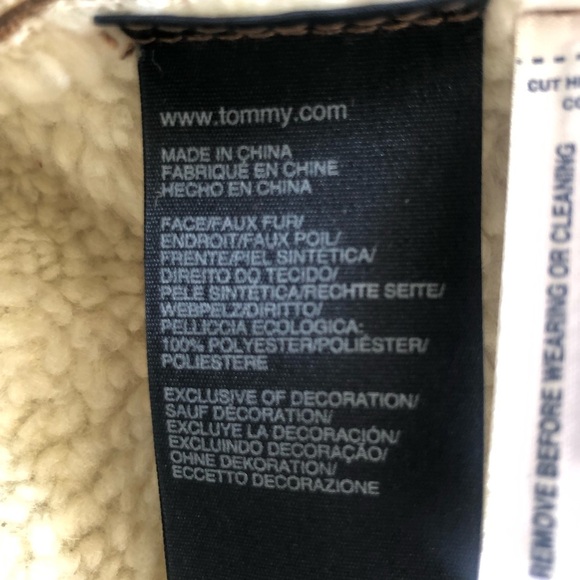 www.tommy.com
MADE IN CHINA
FABRIQUÉ EN CHINE
HECHO EN CHINA
FACE/FAUX FUR/
ENDROIT/FAUX POIL/
FRENTE/PIEL SINTÉTICA/
DIREITO DO TECIDO/
PELE SINTÉTICA/RECHTE SEITE/
WEBPELZ/DIRITTO/
PELLICCIA ECOLOGICA:
100% POLYESTER/POLIÉSTER/
POLIESTERE
EXCLUSIVE OF DECORATION/
SAUF DÉCORATION/
EXCLUYE LA DECORACIÓN/
EXCLUINDO DECORAÇÃO/
OHNE DEKORATION/
ECCETTO DECORAZIONE
CUT
REMOVE BEFORE WEARING OR CLEANING